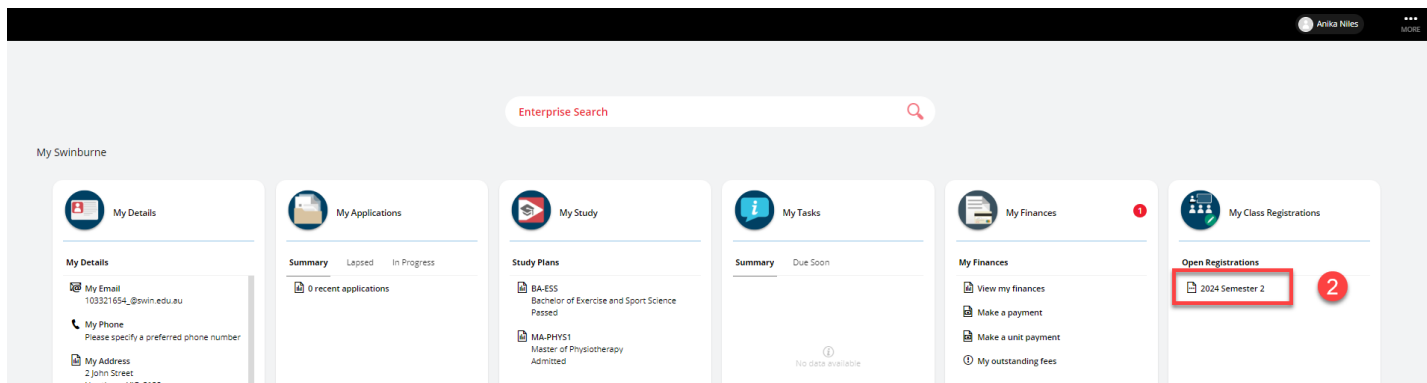 Anika Niles
MORE
Enterprise Search
My Swinburne
My Details
My Details
My Email
103321654_@swin.edu.au
My Phone
Please specify a preferred phone number
My Address
2 John Street
My Applications
Summary Lapsed In Progress
0 recent applications
My Study
Study Plans
BA-ESS
Bachelor of Exercise and Sport Science
Passed
MA-PHYS1
Master of Physiotherapy
Admitted
My Tasks
Summary Due Soon
No data available
My Finances
1
My Finances
View my finances
Make a payment
Make a unit payment
My outstanding fees
My Class Registrations
Open Registrations
2024 Semester 2
2